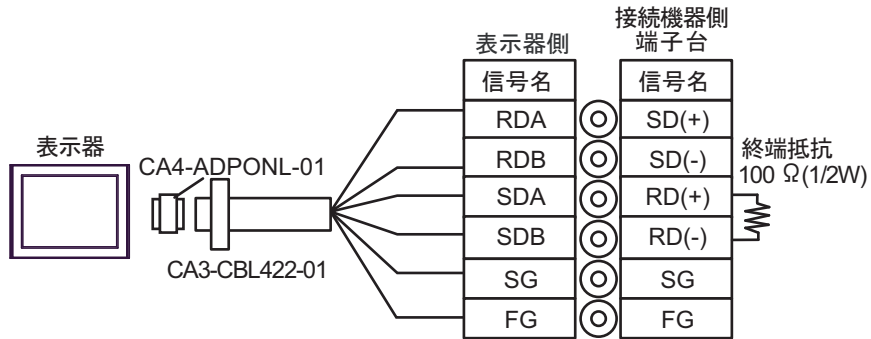 表示器側
接続機器側
端子台
信号名
信号名
RDA
SD(+)
RDB
SD(-)
SDA
RD(+)
SDB
RD(-)
SG
SG
FG
FG
表示器
CA4-ADPONL-01
CA3-CBL422-01
終端抵抗
100 Ω(1/2W)